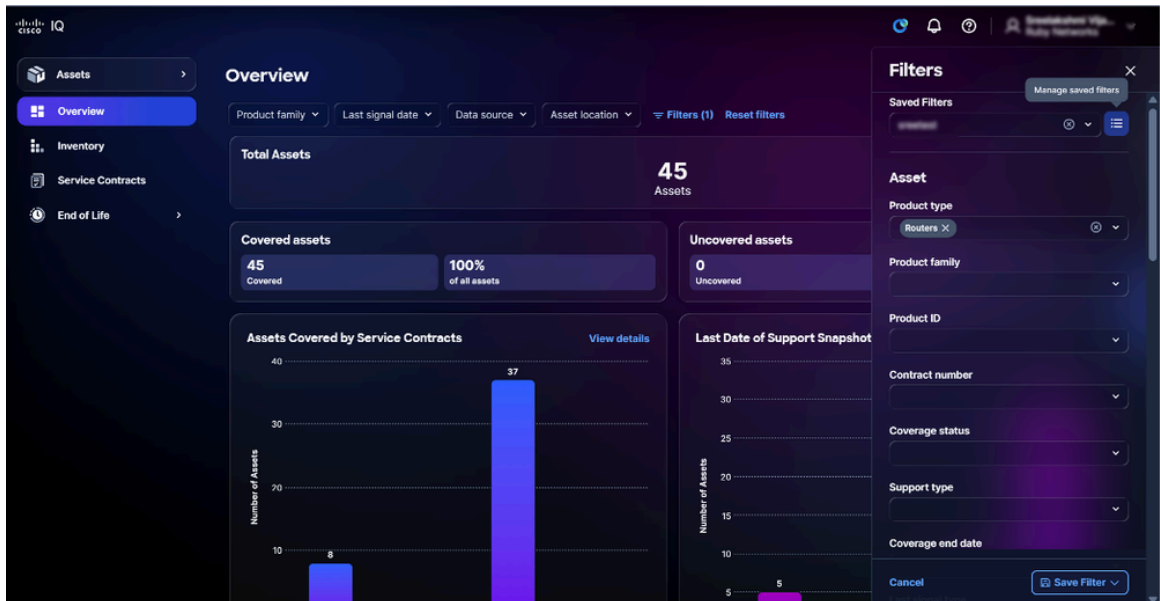 cisco IQ
Assets
Overview
Inventory
Service Contracts
End of Life
Overview
Product family
Last signal date
Data source
Asset location
Filters (1)
Reset filters
Total Assets
45
Assets
Covered assets
45
Covered
100%
of all assets
Uncovered assets
0
Uncovered
Assets Covered by Service Contracts
View details
40
30
20
10
Number of Assets
37
8
Last Date of Support Snapshot
35
30
25
20
15
10
5
Number of Assets
5
Filters
Manage saved filters
Saved Filters
Asset
Product type
Routers
Product family
Product ID
Contract number
Coverage status
Support type
Coverage end date
Cancel
Save Filter